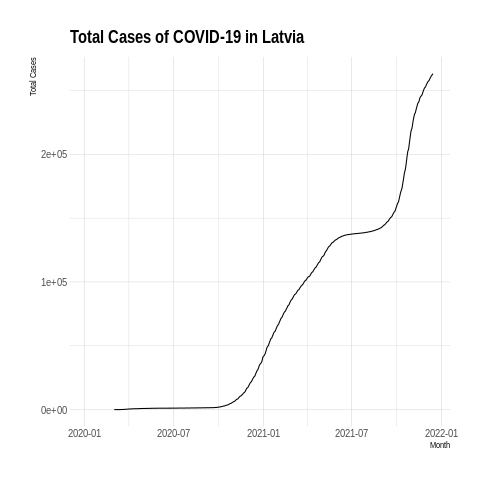 Total Cases of COVID-19 in Latvia
Total Cases
2e+05
1e+05
0e+00
2020-01 2020-07 2021-01 2021-07 2022-01
Month